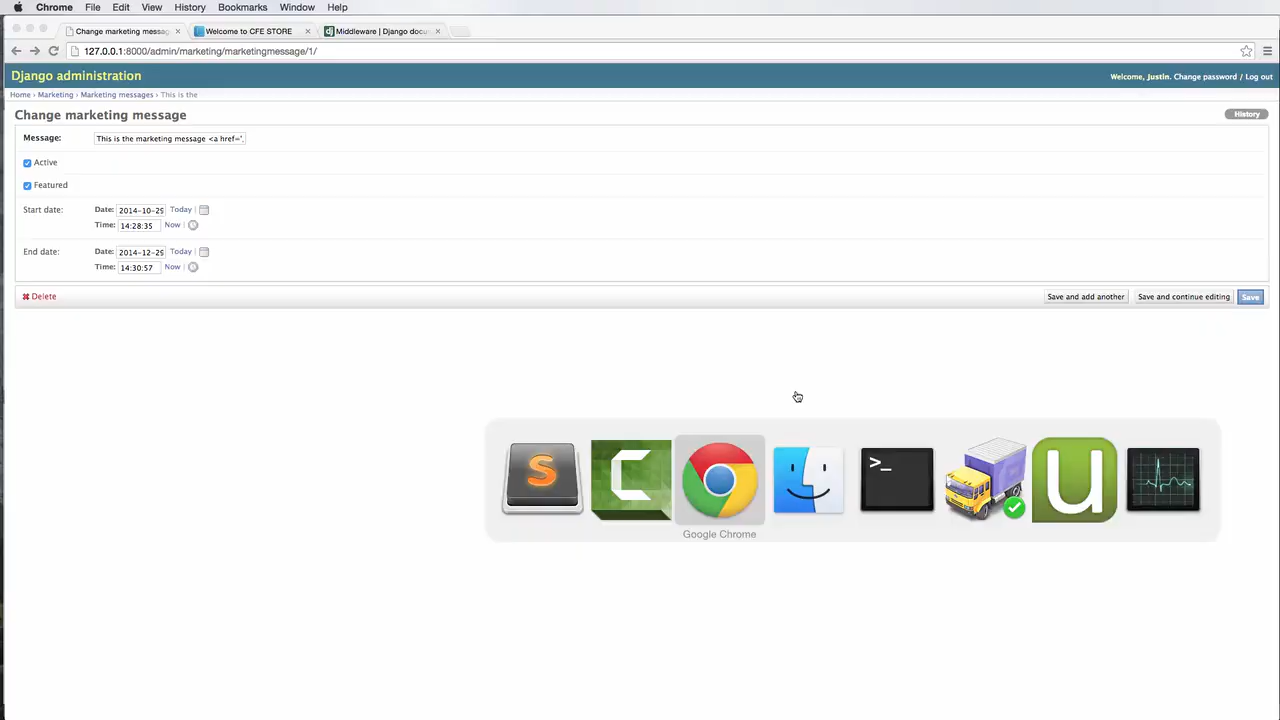 Chrome File Edit View History Bookmarks Window Help
Change marketing messag
Welcome to CFE STORE
Middleware | Django docu
127.0.0.1:8000/admin/marketing/marketingmessage/1/
Django administration
Welcome, Justin. Change password / Log out
Home › Marketing › Marketing messages › This is the
Change marketing message
History
Message: This is the marketing message <a href='.
Active
Featured
Start date: Date: 2014-10-29 Today |
Time: 14:28:35 Now |
End date: Date: 2014-12-29 Today |
Time: 14:30:57 Now |
Delete
Save and add another Save and continue editing Save
S
C
>_
U
Google Chrome